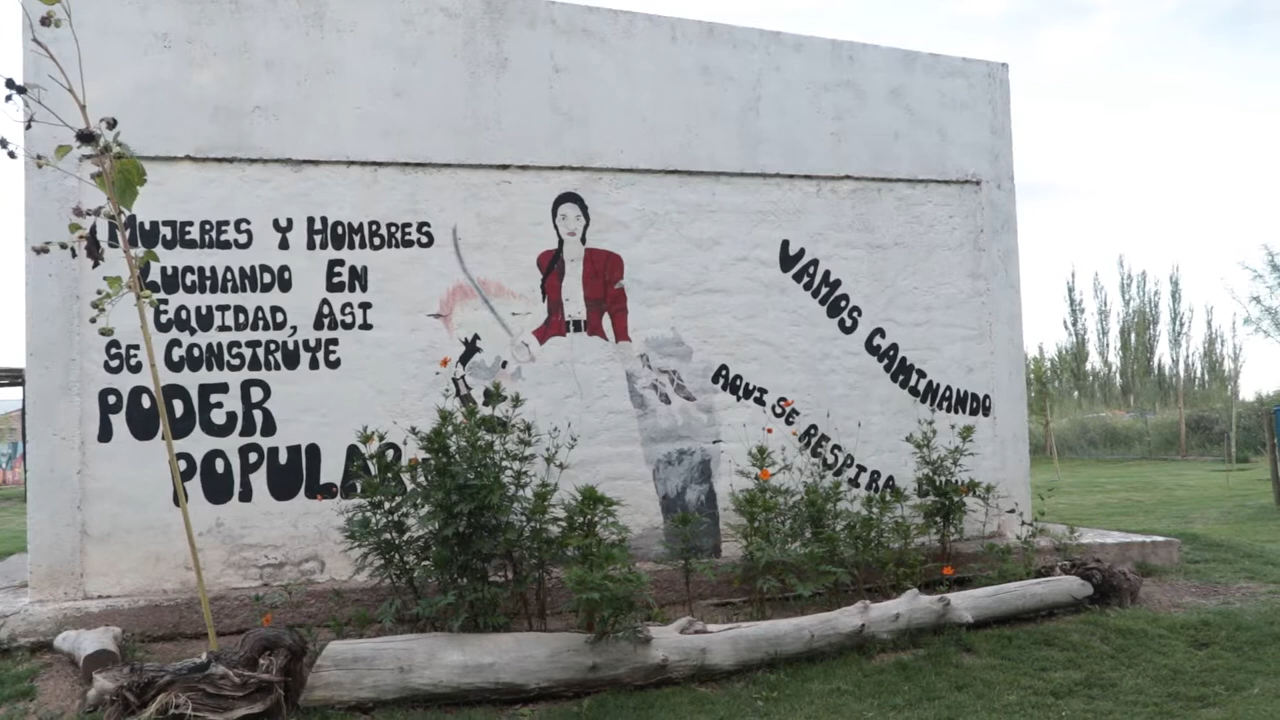 MUJERES Y HOMBRES
LUCHANDO EN
EQUIDAD, ASI
SE CONSTRUYE
PODER
POPULAR
VAMOS CAMINANDO
AQUI SE RESPIRA